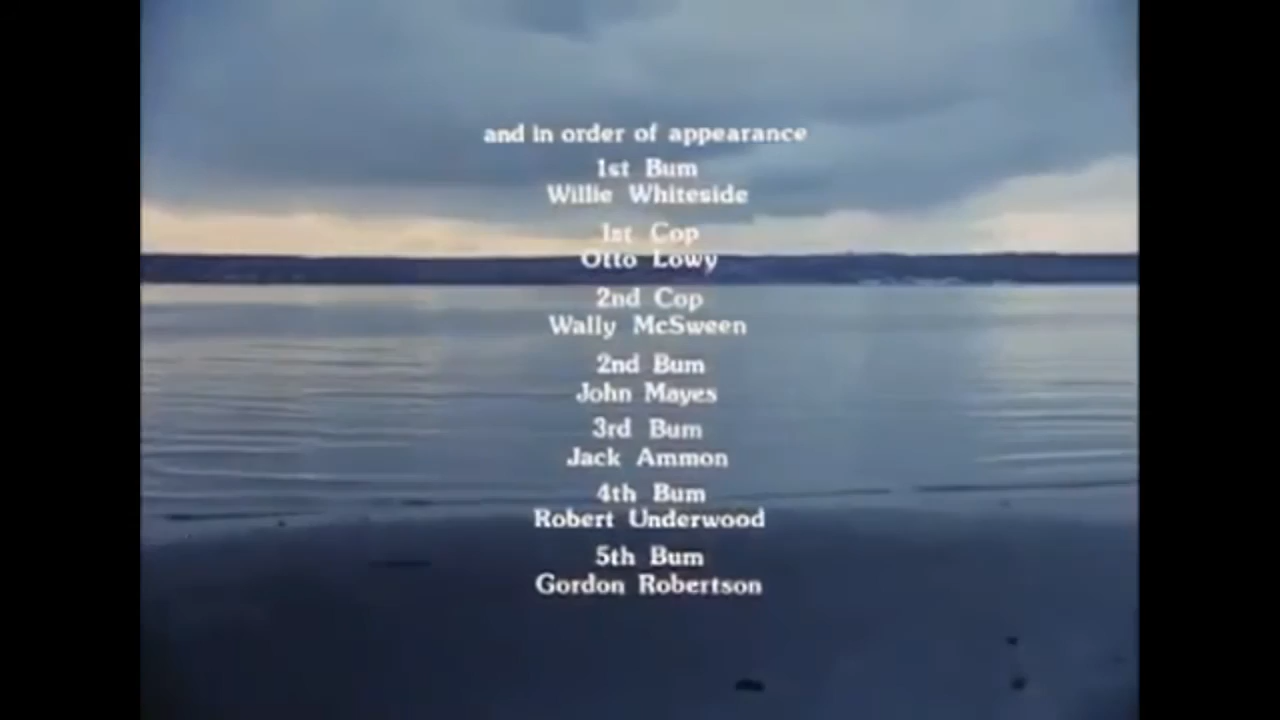 and in order of appearance
1st Bum
Willie Whiteside
1st Cop
Otto Lowy
2nd Cop
Wally McSween
2nd Bum
John Mayes
3rd Bum
Jack Ammon
4th Bum
Robert Underwood
5th Bum
Gordon Robertson